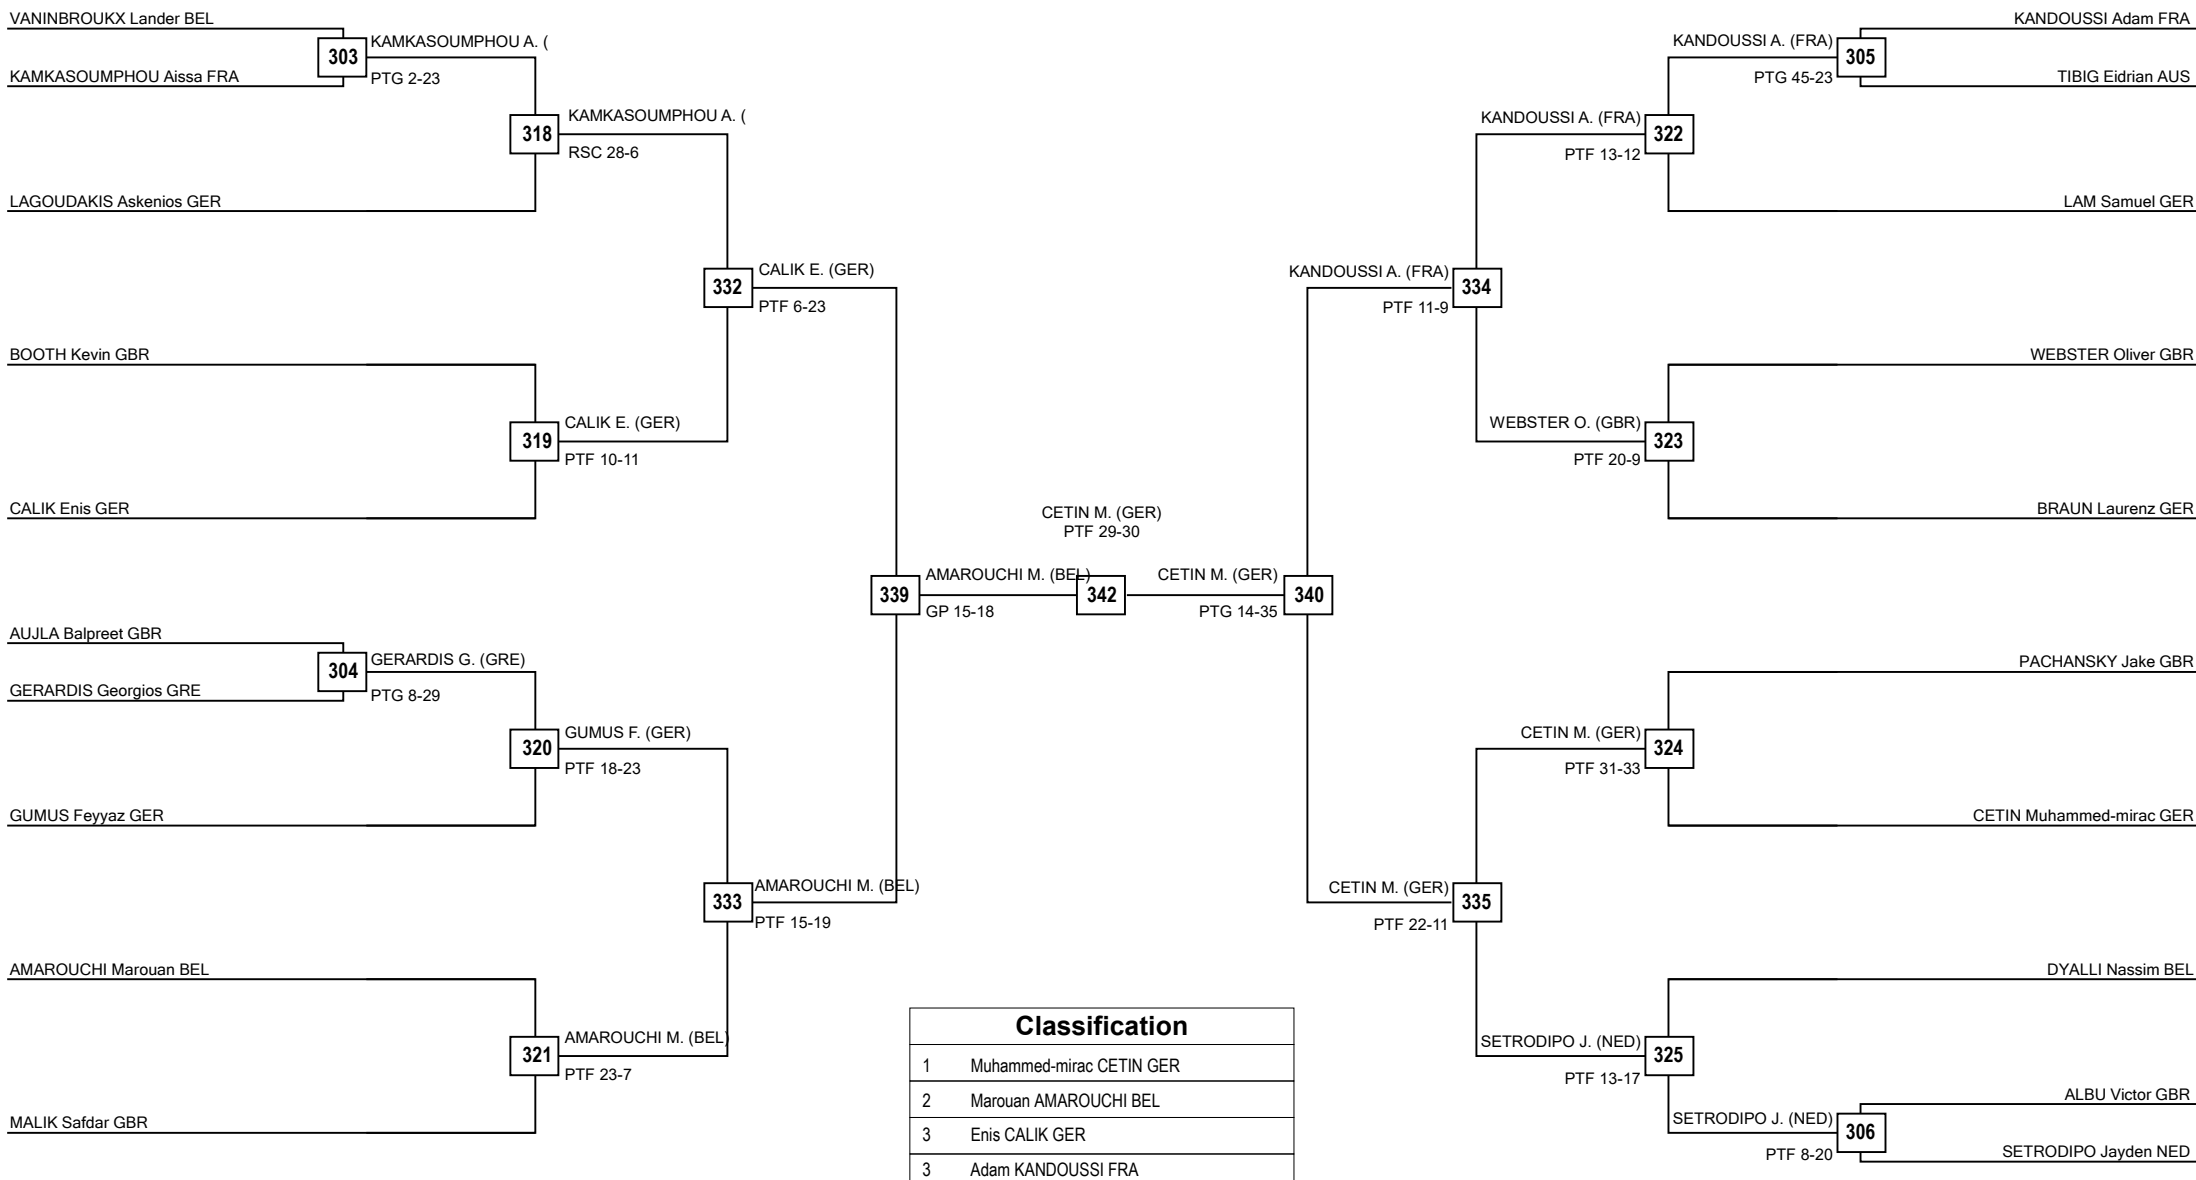 VANINBROUKX Lander BEL
303
KAMKASOUMPHOU A. (
KAMKASOUMPHOU Aissa FRA
PTG 2-23
318
KAMKASOUMPHOU A. (
RSC 28-6
LAGOUDAKIS Askenios GER
332
CALIK E. (GER)
PTF 6-23
BOOTH Kevin GBR
319
CALIK E. (GER)
PTF 10-11
CALIK Enis GER
339
AMAROUCHI M. (BEL)
GP 15-18
AUJLA Balpreet GBR
304
GERARDIS G. (GRE)
GERARDIS Georgios GRE
PTG 8-29
320
GUMUS F. (GER)
PTF 18-23
GUMUS Feyyaz GER
333
AMAROUCHI M. (BEL)
PTF 15-19
AMAROUCHI Marouan BEL
321
AMAROUCHI M. (BEL)
PTF 23-7
MALIK Safdar GBR
CETIN M. (GER)
PTF 29-30
342
KANDOUSSI Adam FRA
KANDOUSSI A. (FRA)
305
PTG 45-23
TIBIG Eidrian AUS
KANDOUSSI A. (FRA)
322
PTF 13-12
LAM Samuel GER
KANDOUSSI A. (FRA)
334
PTF 11-9
WEBSTER Oliver GBR
WEBSTER O. (GBR)
323
PTF 20-9
BRAUN Laurenz GER
CETIN M. (GER)
340
PTG 14-35
PACHANSKY Jake GBR
CETIN M. (GER)
324
PTF 31-33
CETIN Muhammed-mirac GER
CETIN M. (GER)
335
PTF 22-11
DYALLI Nassim BEL
SETRODIPO J. (NED)
325
PTF 13-17
ALBU Victor GBR
SETRODIPO J. (NED)
306
PTF 8-20
SETRODIPO Jayden NED
Classification
1 Muhammed-mirac CETIN GER
2 Marouan AMAROUCHI BEL
3 Enis CALIK GER
3 Adam KANDOUSSI FRA